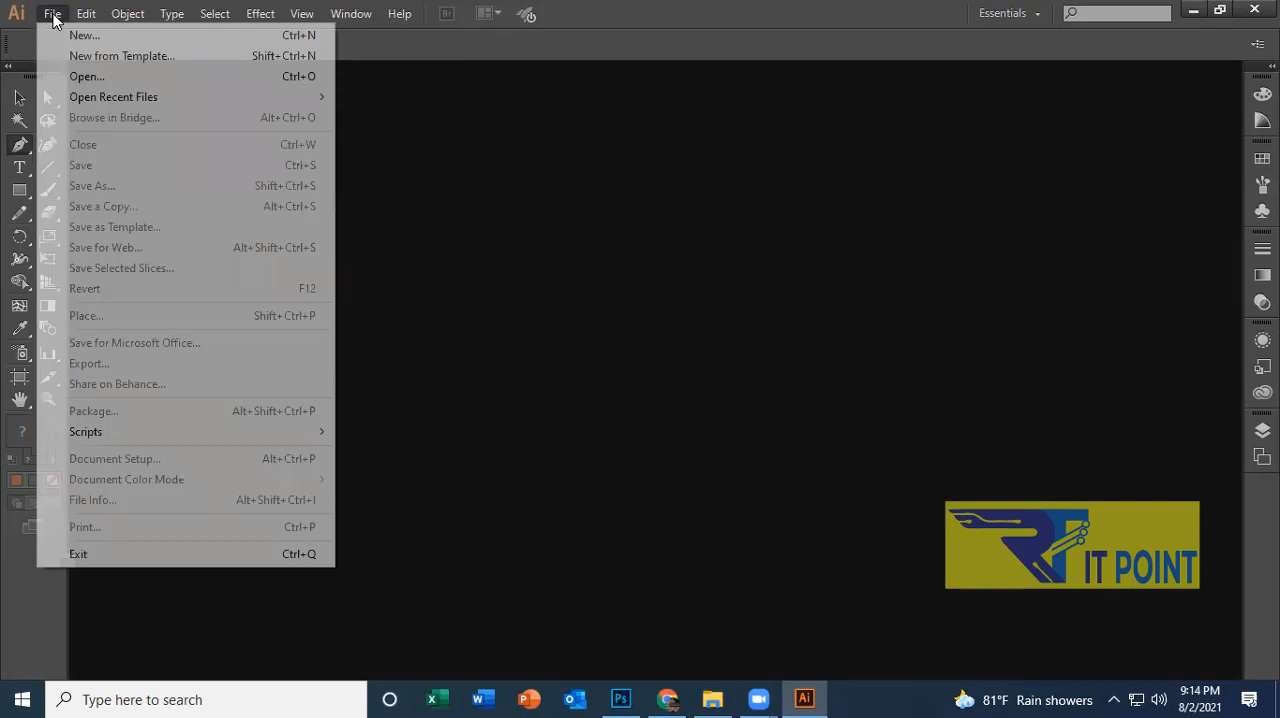 Ai File Edit Object Type Select Effect View Window Help Br Essentials
New... Ctrl+N
New from Template... Shift+Ctrl+N
Open... Ctrl+O
Open Recent Files
Browse in Bridge... Alt+Ctrl+O
Close Ctrl+W
Save Ctrl+S
Save As... Shift+Ctrl+S
Save a Copy... Alt+Ctrl+S
Save as Template...
Save for Web... Alt+Shift+Ctrl+S
Save Selected Slices...
Revert F12
Place... Shift+Ctrl+P
Save for Microsoft Office...
Export...
Share on Behance...
Package... Alt+Shift+Ctrl+P
Scripts
Document Setup... Alt+Ctrl+P
Document Color Mode
File Info... Alt+Shift+Ctrl+I
Print... Ctrl+P
Exit Ctrl+Q
RT IT POINT
Type here to search
Ps Ai
81°F Rain showers
9:14 PM
8/2/2021